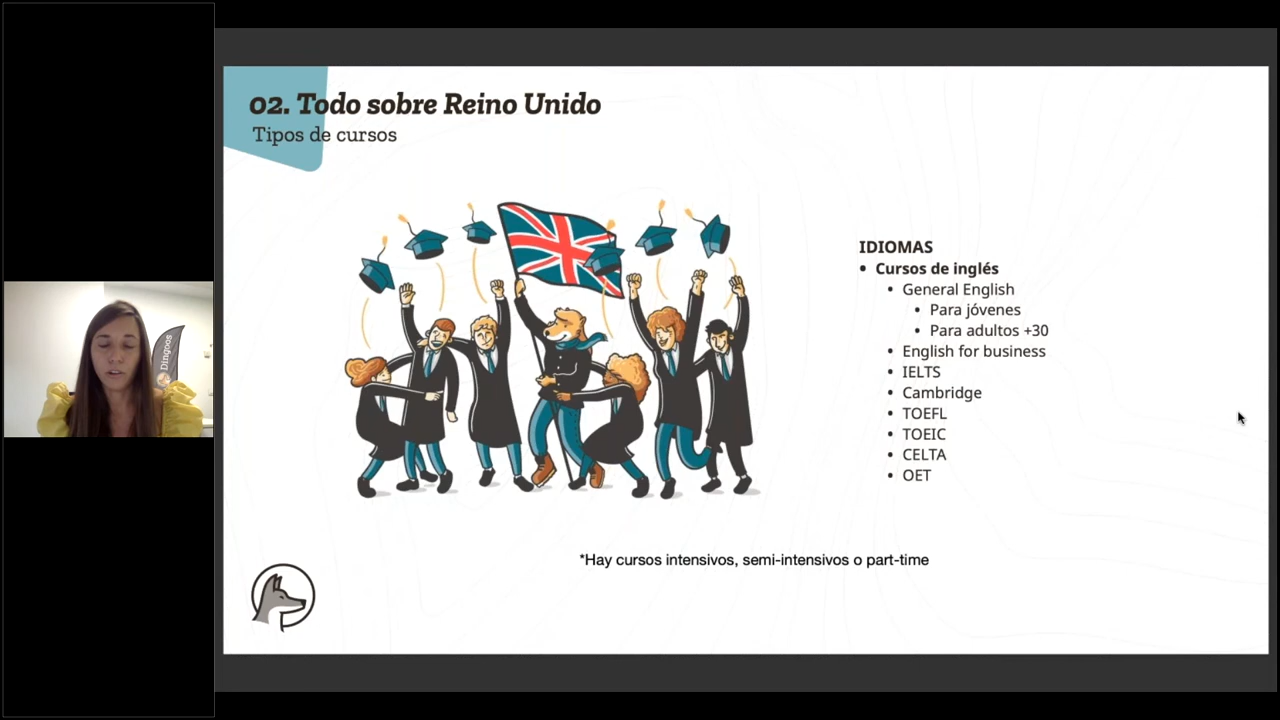 02. Todo sobre Reino Unido
Tipos de cursos
IDIOMAS
• Cursos de inglés
• General English
• Para jóvenes
• Para adultos +30
• English for business
• IELTS
• Cambridge
• TOEFL
• TOEIC
• CELTA
• OET
*Hay cursos intensivos, semi-intensivos o part-time
Dingoos